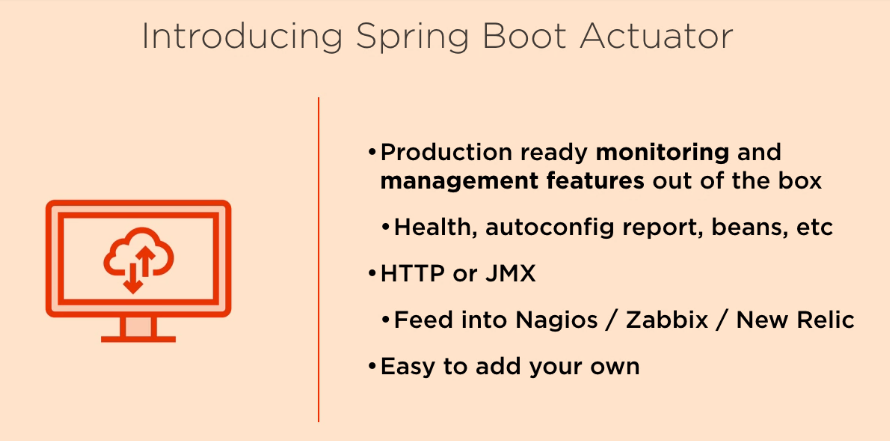 Introducing Spring Boot Actuator
•Production ready monitoring and
management features out of the box
•Health, autoconfig report, beans, etc
•HTTP or JMX
•Feed into Nagios / Zabbix / New Relic
•Easy to add your own